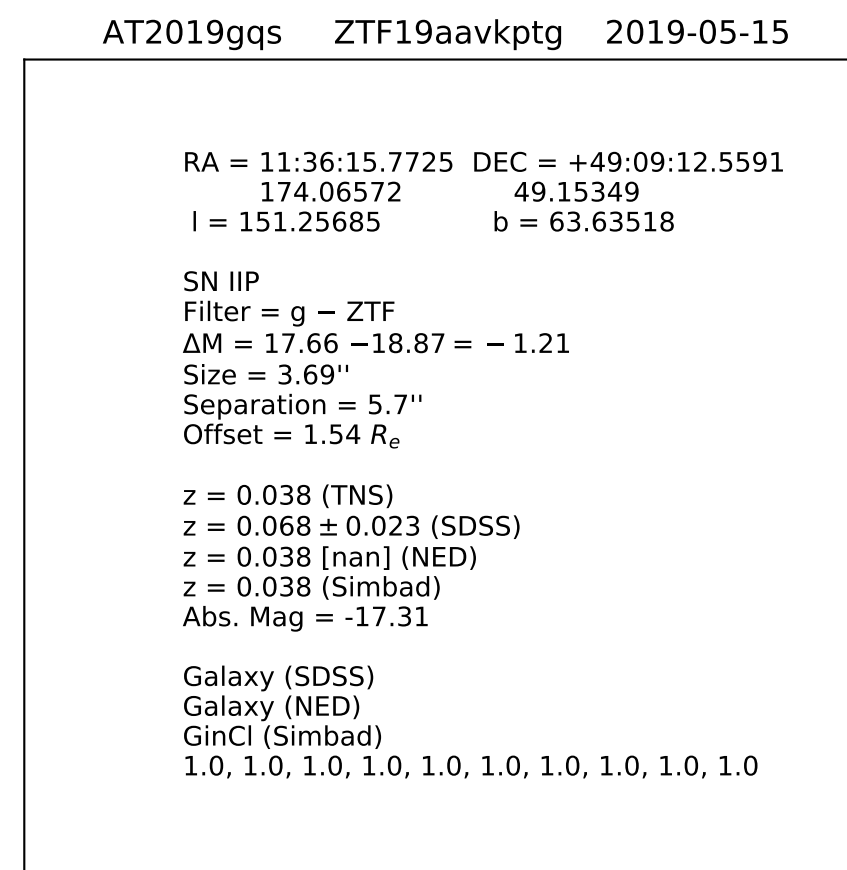 AT2019gqs ZTF19aavkptg 2019-05-15
RA = 11:36:15.7725 DEC = +49:09:12.5591
174.06572 49.15349
l = 151.25685 b = 63.63518
SN IIP
Filter = g − ZTF
ΔM = 17.66 −18.87 = − 1.21
Size = 3.69''
Separation = 5.7''
Offset = 1.54 Re
z = 0.038 (TNS)
z = 0.068 ± 0.023 (SDSS)
z = 0.038 [nan] (NED)
z = 0.038 (Simbad)
Abs. Mag = -17.31
Galaxy (SDSS)
Galaxy (NED)
GinCl (Simbad)
1.0, 1.0, 1.0, 1.0, 1.0, 1.0, 1.0, 1.0, 1.0, 1.0